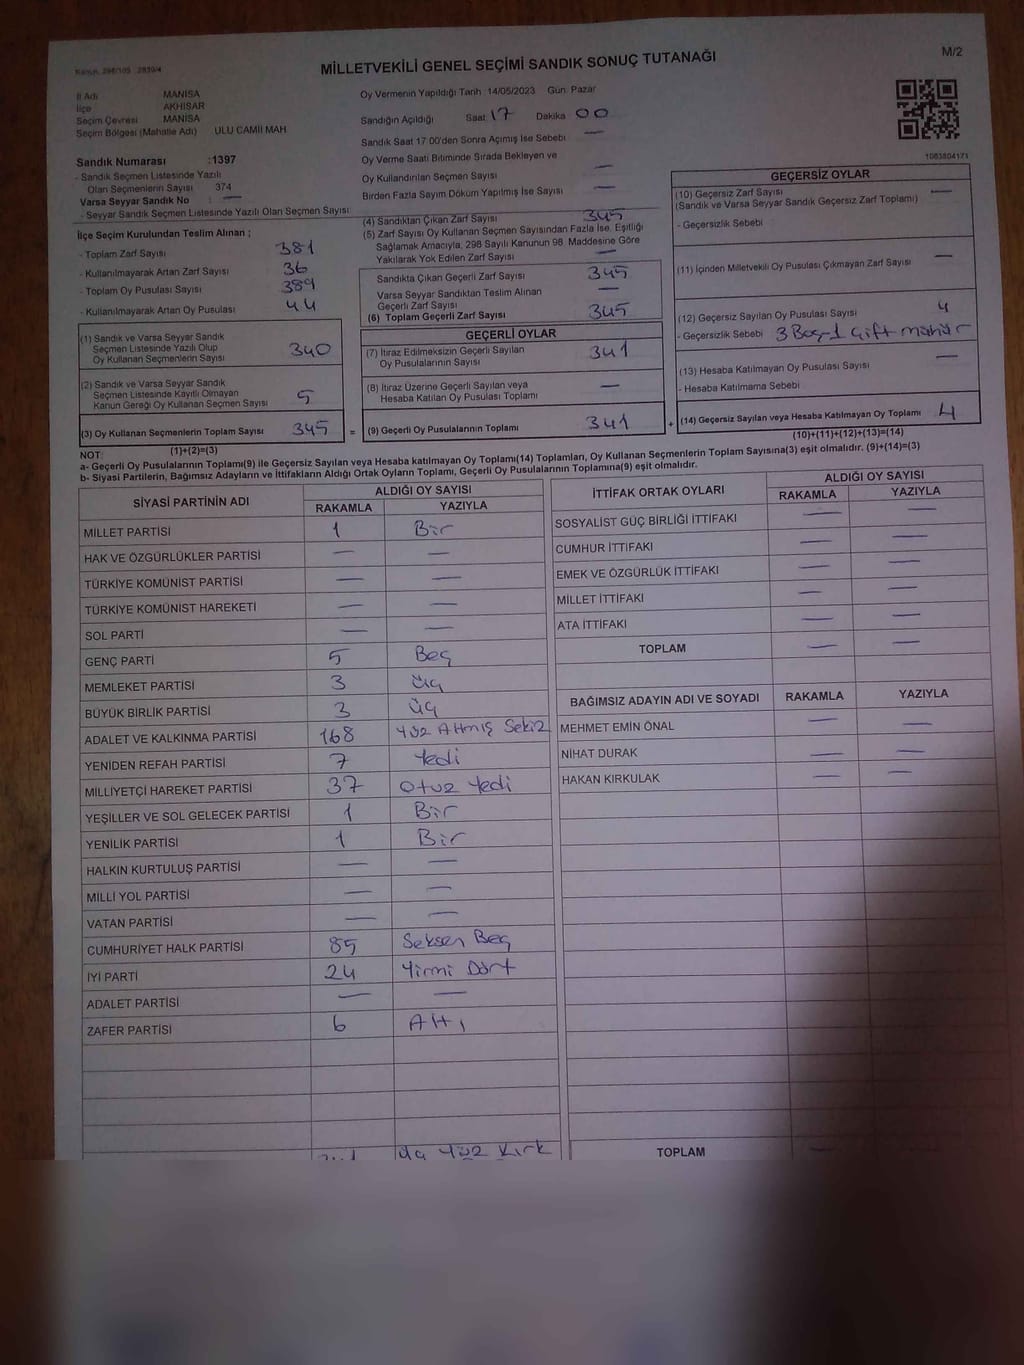 MİLLETVEKİLİ GENEL SEÇİMİ SANDIK SONUÇ TUTANAĞI
M/2
İl Adı MANİSA
İlçe AKHİSAR
Seçim Çevresi MANİSA
Seçim Bölgesi (Mahalle Adı) ULU CAMİİ MAH
Sandık Numarası :1397
- Sandık Seçmen Listesinde Yazılı
Olan Seçmenlerin Sayısı 374
Varsa Seyyar Sandık No : —
- Seyyar Sandık Seçmen Listesinde Yazılı Olan Seçmen Sayısı
Oy Vermenin Yapıldığı Tarih 14/05/2023 Gün: Pazar
Sandığın Açıldığı Saat 17 Dakika 00
Sandık Saat 17:00'den Sonra Açımış İse Sebebi —
Oy Verme Saati Bitiminde Sırada Bekleyen ve
Oy Kullandırılan Seçmen Sayısı —
Birden Fazla Sayım Döküm Yapılmış İse Sayısı —
1063804171
İlçe Seçim Kurulundan Teslim Alınan ;
- Toplam Zarf Sayısı 381
- Kullanılmayarak Artan Zarf Sayısı 36
- Toplam Oy Pusulası Sayısı 389
- Kullanılmayarak Artan Oy Pusulası 44
(1) Sandık ve Varsa Seyyar Sandık
Seçmen Listesinde Yazılı Olup
Oy Kullanan Seçmenlerin Sayısı 340
(2) Sandık ve Varsa Seyyar Sandık
Seçmen Listesinde Kayıtlı Olmayan
Kanun Gereği Oy Kullanan Seçmen Sayısı 5
(3) Oy Kullanan Seçmenlerin Toplam Sayısı 345
(1)+(2)=(3)
(4) Sandıktan Çıkan Zarf Sayısı 345
(5) Zarf Sayısı Oy Kullanan Seçmen Sayısından Fazla İse, Eşitliği
Sağlamak Amacıyla, 298 Sayılı Kanunun 98. Maddesine Göre
Yakılarak Yok Edilen Zarf Sayısı —
Sandıkta Çıkan Geçerli Zarf Sayısı 345
Varsa Seyyar Sandıktan Teslim Alınan
Geçerli Zarf Sayısı —
(6) Toplam Geçerli Zarf Sayısı 345
GEÇERLİ OYLAR
(7) İtiraz Edilmeksizin Geçerli Sayılan
Oy Pusulalarının Sayısı 341
(8) İtiraz Üzerine Geçerli Sayılan veya
Hesaba Katılan Oy Pusulası Toplamı —
= (9) Geçerli Oy Pusulalarının Toplamı 341
GEÇERSİZ OYLAR
(10) Geçersiz Zarf Sayısı —
(Sandık ve Varsa Seyyar Sandık Geçersiz Zarf Toplamı)
- Geçersizlik Sebebi :
(11) İçinden Milletvekili Oy Pusulası Çıkmayan Zarf Sayısı —
(12) Geçersiz Sayılan Oy Pusulası Sayısı 4
- Geçersizlik Sebebi 3 Boş-1 Çift mühür
(13) Hesaba Katılmayan Oy Pusulası Sayısı —
- Hesaba Katılmama Sebebi
+ (14) Geçersiz Sayılan veya Hesaba Katılmayan Oy Toplamı 4
(10)+(11)+(12)+(13)=(14)
NOT:
a- Geçerli Oy Pusulalarının Toplamı(9) ile Geçersiz Sayılan veya Hesaba katılmayan Oy Toplamı(14) Toplamları, Oy Kullanan Seçmenlerin Toplam Sayısına(3) eşit olmalıdır. (9)+(14)=(3)
b- Siyasi Partilerin, Bağımsız Adayların ve İttifakların Aldığı Ortak Oyların Toplamı, Geçerli Oy Pusulalarının Toplamına(9) eşit olmalıdır.
SİYASİ PARTİNİN ADI ALDIĞI OY SAYISI
RAKAMLA YAZIYLA
MİLLET PARTİSİ 1 Bir
HAK VE ÖZGÜRLÜKLER PARTİSİ — —
TÜRKİYE KOMÜNİST PARTİSİ — —
TÜRKİYE KOMÜNİST HAREKETİ — —
SOL PARTİ — —
GENÇ PARTİ 5 Beş
MEMLEKET PARTİSİ 3 üç
BÜYÜK BİRLİK PARTİSİ 3 üç
ADALET VE KALKINMA PARTİSİ 168 Yüz Atmış Sekiz
YENİDEN REFAH PARTİSİ 7 Yedi
MİLLİYETÇİ HAREKET PARTİSİ 37 Otuz Yedi
YEŞİLLER VE SOL GELECEK PARTİSİ 1 Bir
YENİLİK PARTİSİ 1 Bir
HALKIN KURTULUŞ PARTİSİ — —
MİLLİ YOL PARTİSİ — —
VATAN PARTİSİ — —
CUMHURİYET HALK PARTİSİ 85 Seksen Beş
İYİ PARTİ 24 Yirmi Dört
ADALET PARTİSİ — —
ZAFER PARTİSİ 6 Altı
Yüz Kırk
İTTİFAK ORTAK OYLARI ALDIĞI OY SAYISI
RAKAMLA YAZIYLA
SOSYALİST GÜÇ BİRLİĞİ İTTİFAKI — —
CUMHUR İTTİFAKI — —
EMEK VE ÖZGÜRLÜK İTTİFAKI — —
MİLLET İTTİFAKI — —
ATA İTTİFAKI — —
TOPLAM — —
BAĞIMSIZ ADAYIN ADI VE SOYADI RAKAMLA YAZIYLA
MEHMET EMİN ÖNAL — —
NİHAT DURAK — —
HAKAN KIRKULAK — —
TOPLAM — —